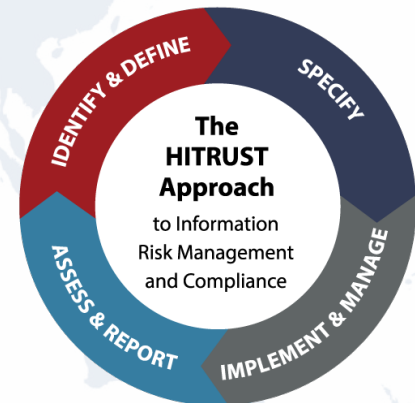 IDENTIFY & DEFINE
SPECIFY
The
HITRUST
Approach
to Information
Risk Management
and Compliance
ASSESS & REPORT
IMPLEMENT & MANAGE